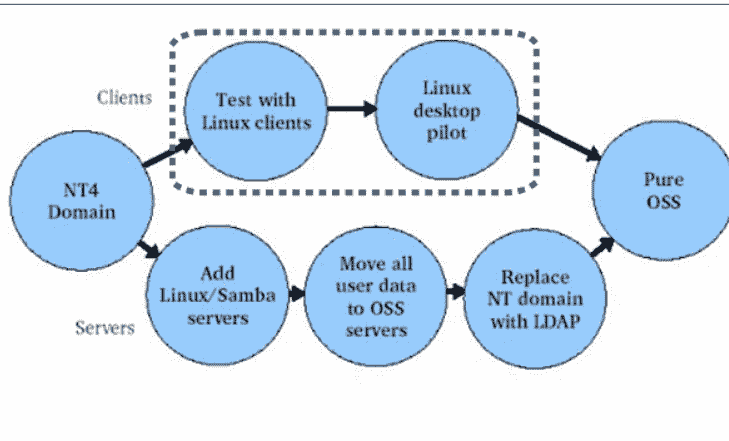 Clients
Test with
Linux clients
Linux
desktop
pilot
NT4
Domain
Pure
OSS
Servers
Add
Linux/Samba
servers
Move all
user data
to OSS
servers
Replace
NT domain
with LDAP